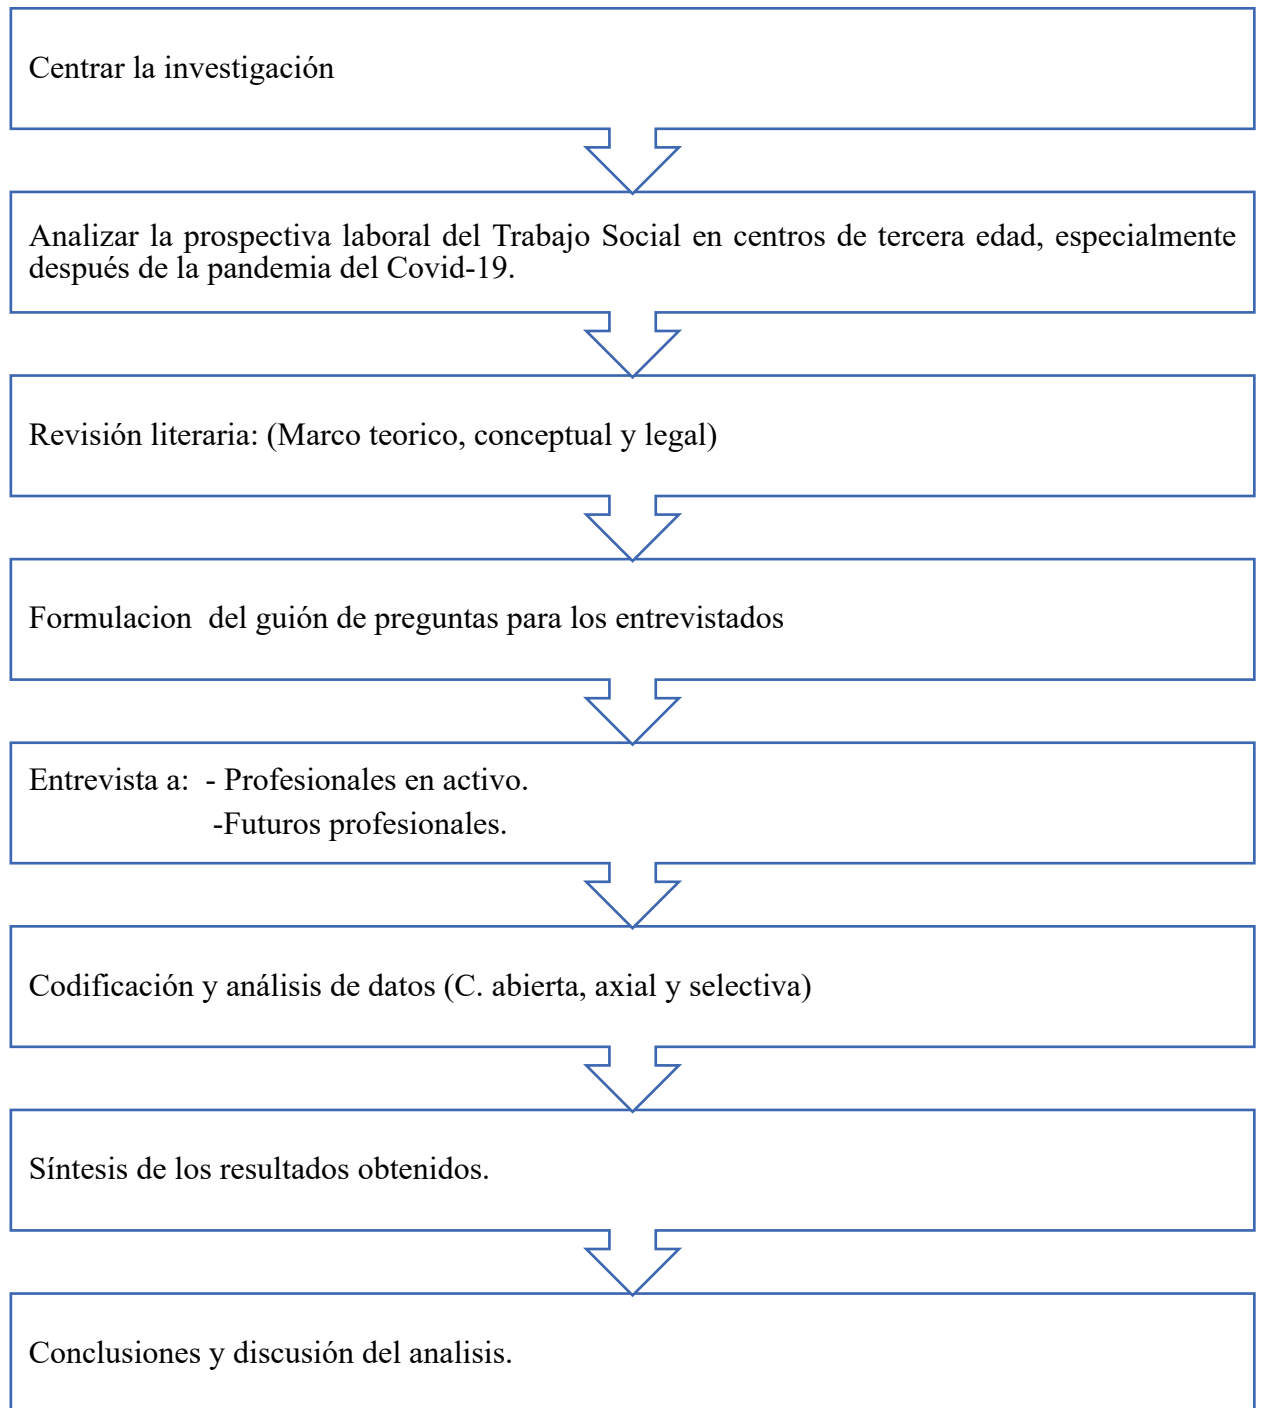 Centrar la investigación
Analizar la prospectiva laboral del Trabajo Social en centros de tercera edad, especialmente
después de la pandemia del Covid-19.
Revisión literaria: (Marco teorico, conceptual y legal)
Formulacion  del guión de preguntas para los entrevistados
Entrevista a:  - Profesionales en activo.
-Futuros profesionales.
Codificación y análisis de datos (C. abierta, axial y selectiva)
Síntesis de los resultados obtenidos.
Conclusiones y discusión del analisis.